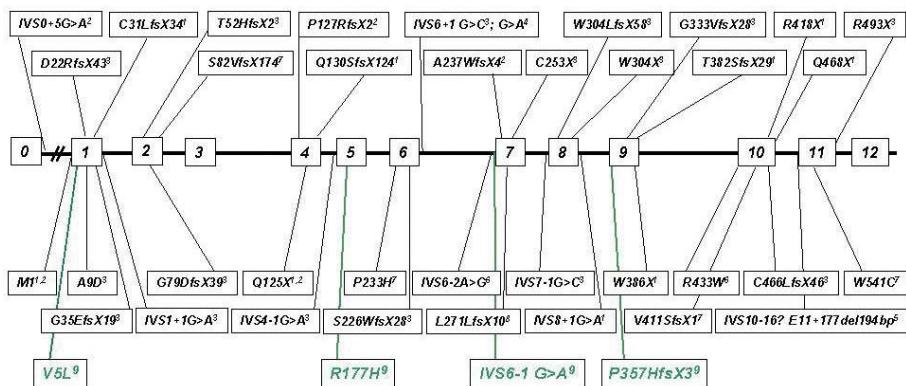 IVS0+5G>A² C31LfsX34¹ T52HfsX2³ P127RfsX2² IVS6+1 G>C³; G>A⁴ W304LfsX58³ G333VfsX28³ R418X¹ R493X³
D22RfsX43³ S82VfsX174⁷ Q130SfsX124¹ A237WfsX4² C253X³ W304X³ T382SfsX29¹ Q468X¹
0 1 2 3 4 5 6 7 8 9 10 11 12
M1¹,² A9D³ G79DfsX39³ Q125X¹,² P233H⁷ IVS6-2A>G⁶ IVS7-1G>C³ W386X¹ R433W⁶ C466LfsX46³ W541C⁷
G35EfsX19³ IVS1+1G>A³ IVS4-1G>A³ S226WfsX28³ L271LfsX10⁸ IVS8+1G>A¹ V411SfsX1⁷ IVS10-16? E11+177del194bp⁵
V5L⁹ R177H⁹ IVS6-1 G>A⁹ P357HfsX3⁹